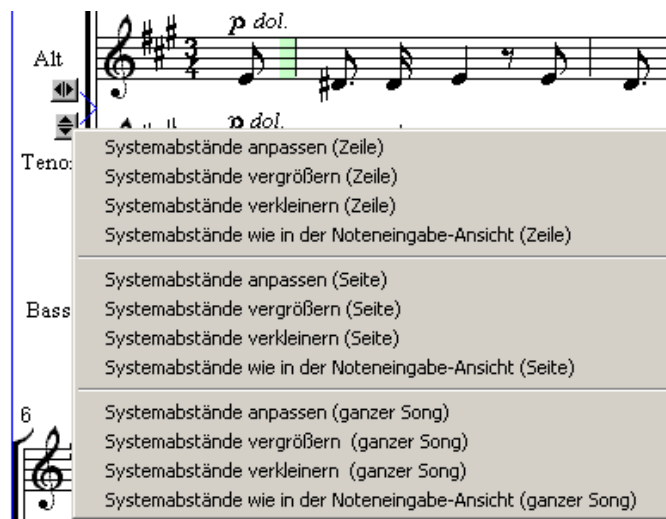 p dol.
Alt
3
4
p dol.
Systemabstände anpassen (Zeile)
Systemabstände vergrößern (Zeile)
Systemabstände verkleinern (Zeile)
Systemabstände wie in der Noteneingabe-Ansicht (Zeile)
Systemabstände anpassen (Seite)
Systemabstände vergrößern (Seite)
Systemabstände verkleinern (Seite)
Systemabstände wie in der Noteneingabe-Ansicht (Seite)
Systemabstände anpassen (ganzer Song)
Systemabstände vergrößern (ganzer Song)
Systemabstände verkleinern (ganzer Song)
Systemabstände wie in der Noteneingabe-Ansicht (ganzer Song)
Teno
Bass
6